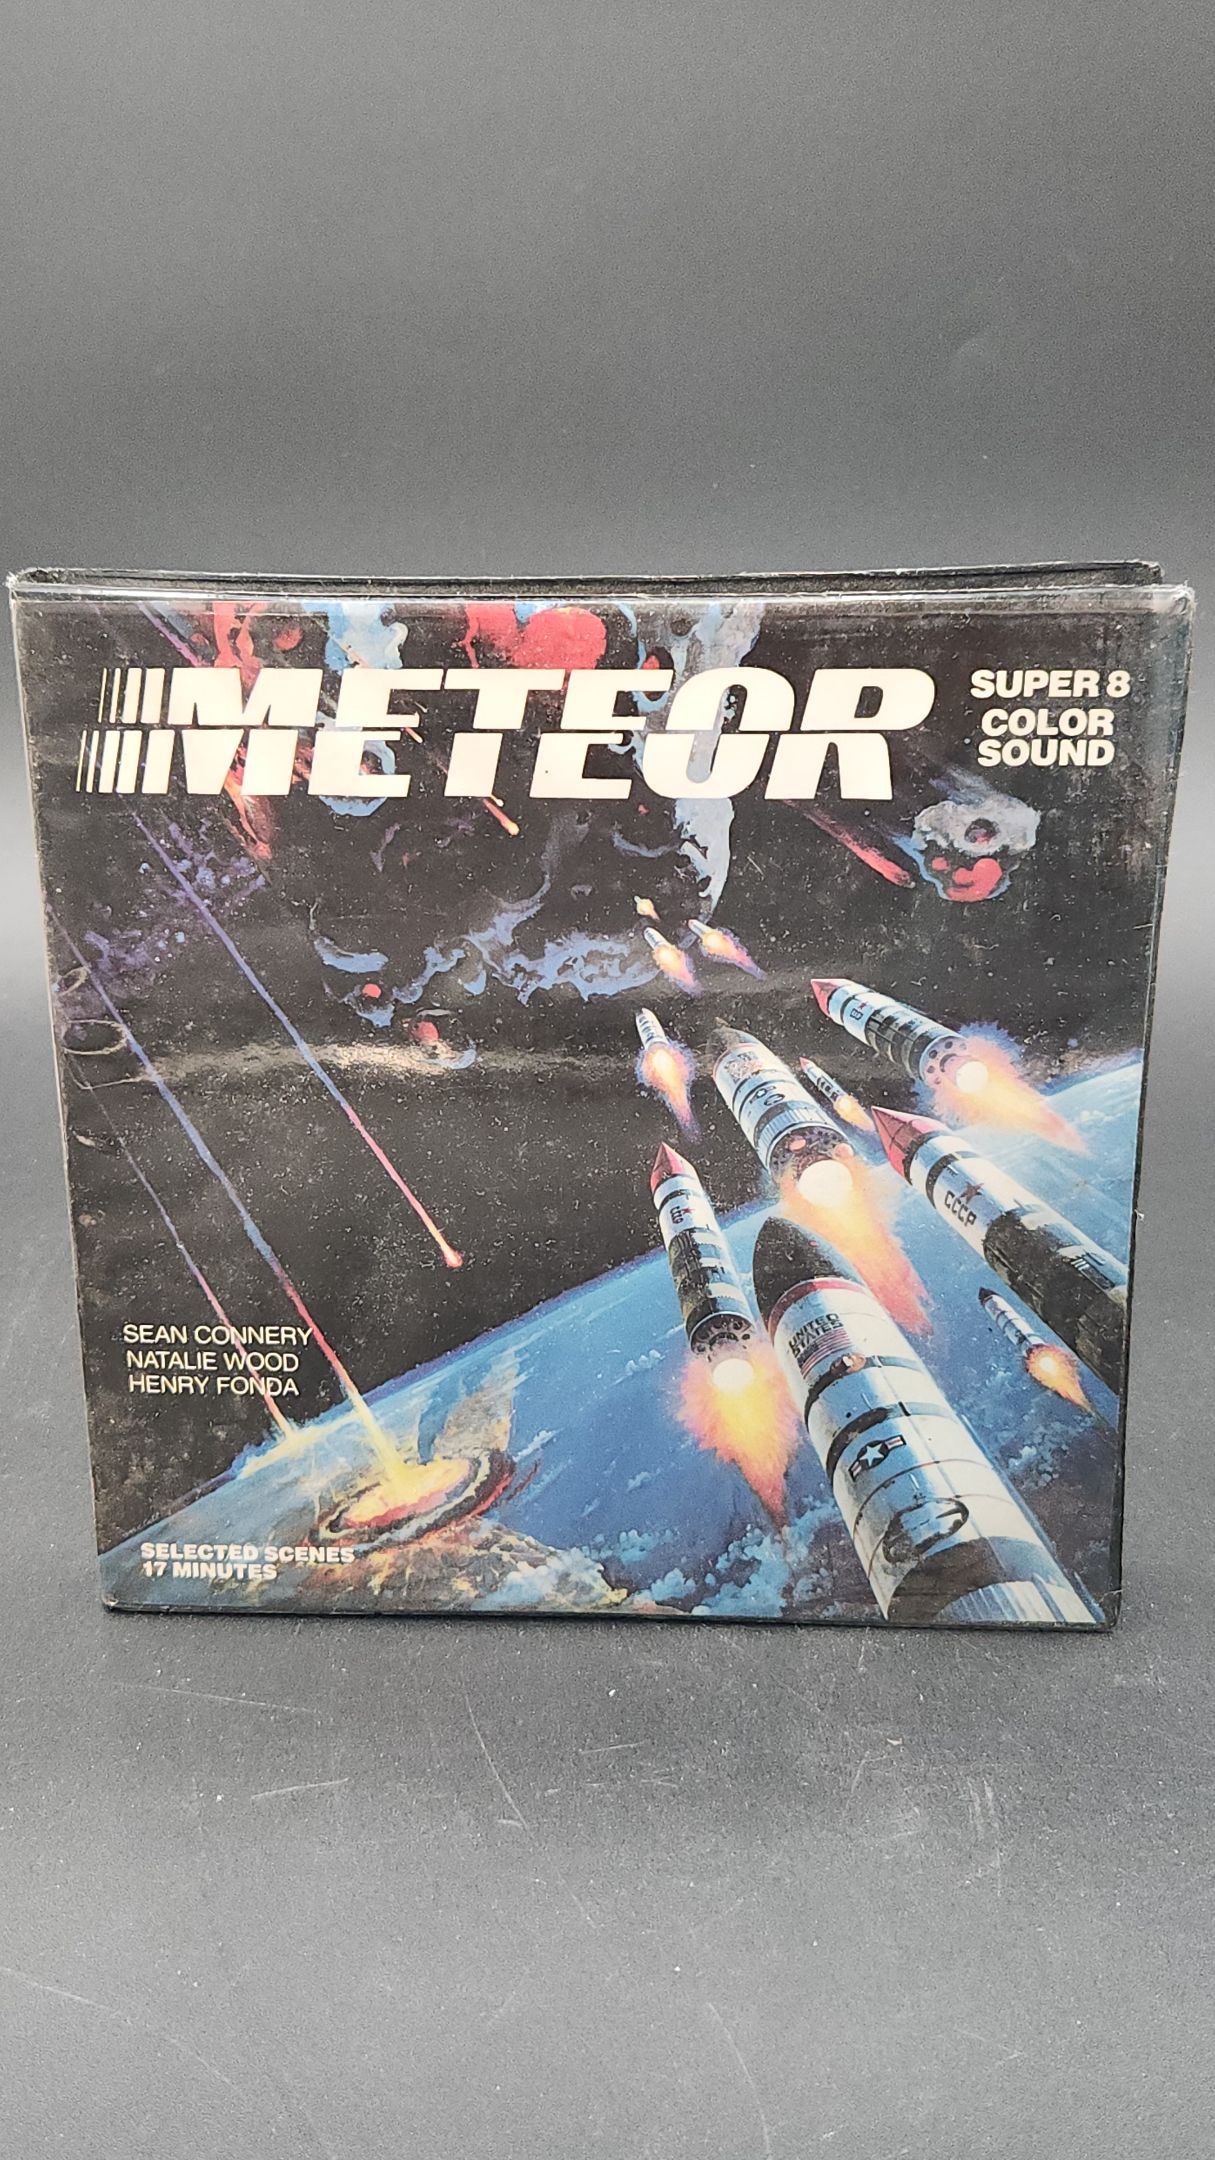 METEOR
SUPER 8
COLOR
SOUND
CCCP
UNITED
STATES
SEAN CONNERY
NATALIE WOOD
HENRY FONDA
SELECTED SCENES
17 MINUTES